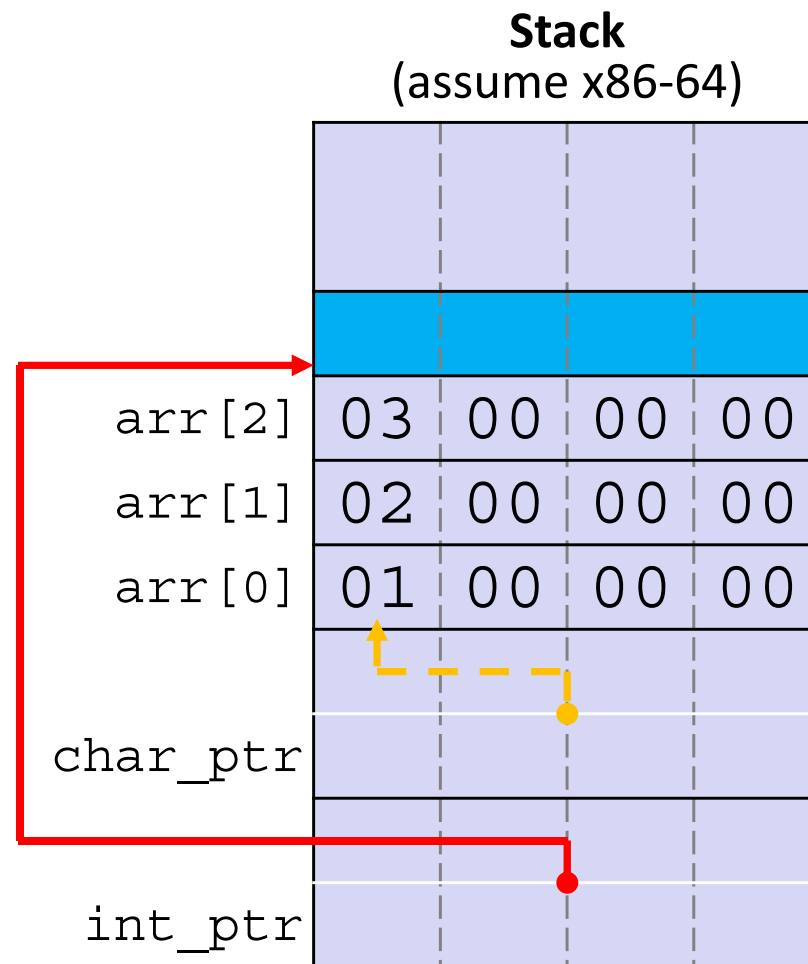 Stack
(assume x86-64)
arr[2] 03 00 00 00
arr[1] 02 00 00 00
arr[0] 01 00 00 00
char_ptr
int_ptr